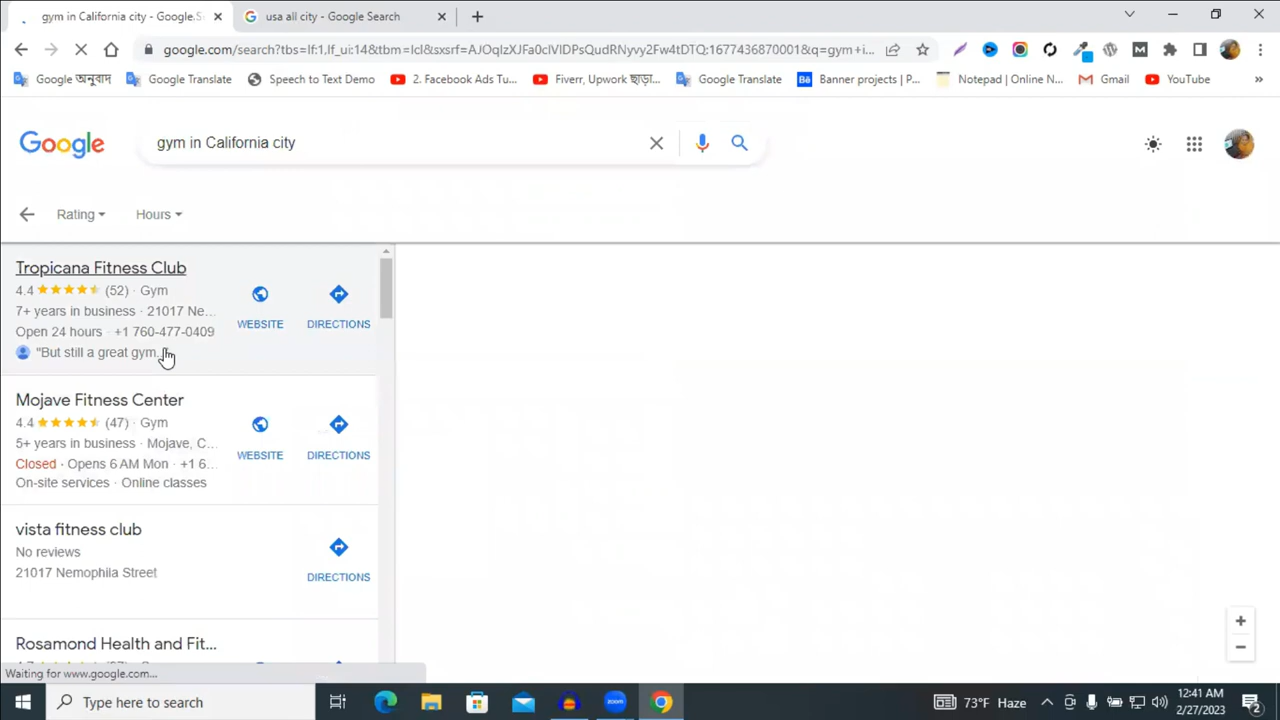 gym in California city - Google S
usa all city - Google Search
google.com/search?tbs=lf:1,lf_ui:14&tbm=lcl&sxsrf=AJOqlzXJFa0clVlDPsQudRNyvy2Fw4tDTQ:1677436870001&q=gym+i...
Google অনুবাদ
Google Translate
Speech to Text Demo
2. Facebook Ads Tu...
Fiverr, Upwork ছাড়া...
Google Translate
Banner projects | P...
Notepad | Online N...
Gmail
YouTube
»
Google
gym in California city
Rating
Hours
Tropicana Fitness Club
4.4 (52) · Gym
7+ years in business · 21017 Ne...
Open 24 hours · +1 760-477-0409
"But still a great gym.
WEBSITE
DIRECTIONS
Mojave Fitness Center
4.4 (47) · Gym
5+ years in business · Mojave, C...
Closed · Opens 6 AM Mon · +1 6...
On-site services · Online classes
WEBSITE
DIRECTIONS
vista fitness club
No reviews
21017 Nemophila Street
DIRECTIONS
Rosamond Health and Fit...
Waiting for www.google.com...
Type here to search
zoom
73°F Haze
12:41 AM
2/27/2023
2